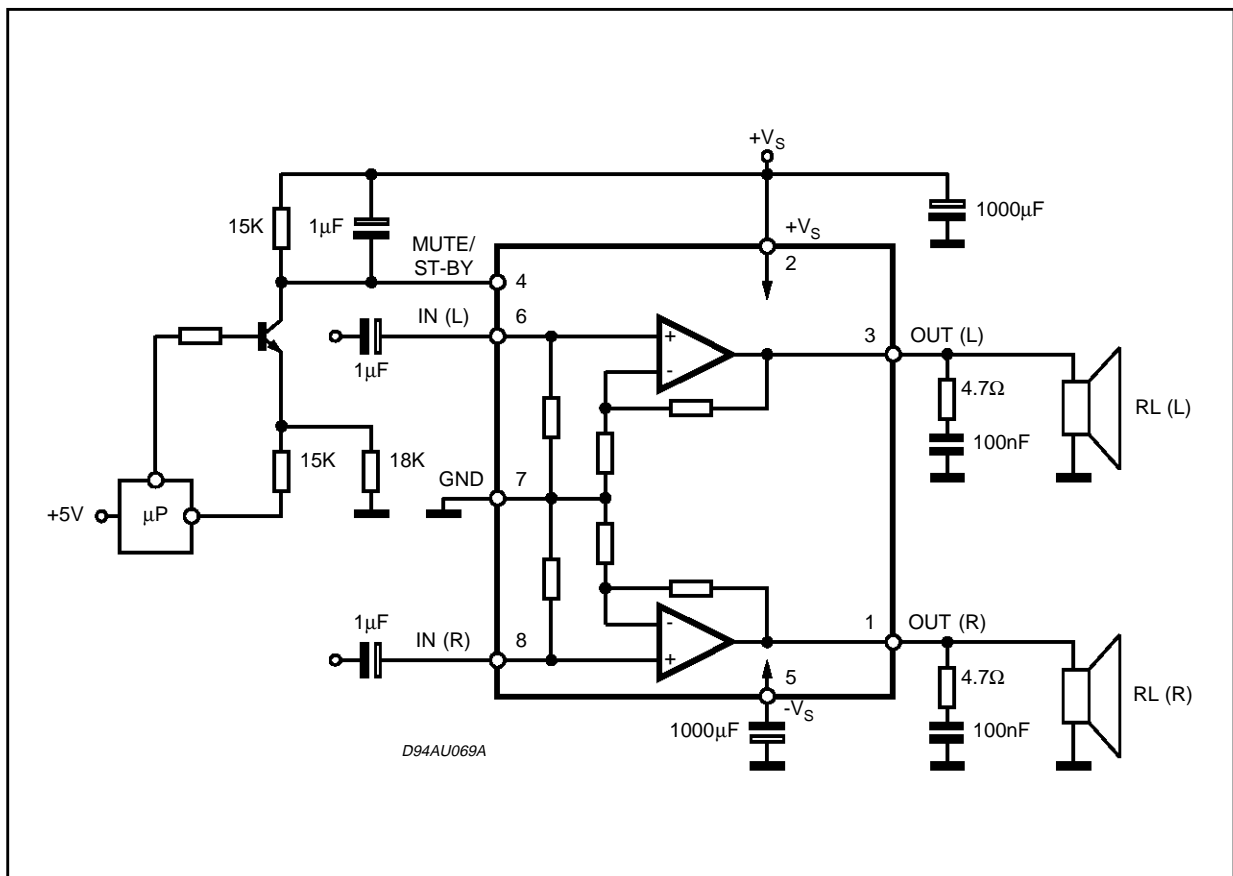 +VS
15K
1µF
1000µF
+VS
2
MUTE/
ST-BY
4
IN (L)
6
1µF
+
-
3
OUT (L)
4.7Ω
100nF
RL (L)
15K
18K
GND
7
+5V
µP
1µF
IN (R)
8
-
+
1
OUT (R)
5
-VS
4.7Ω
100nF
RL (R)
1000µF
D94AU069A